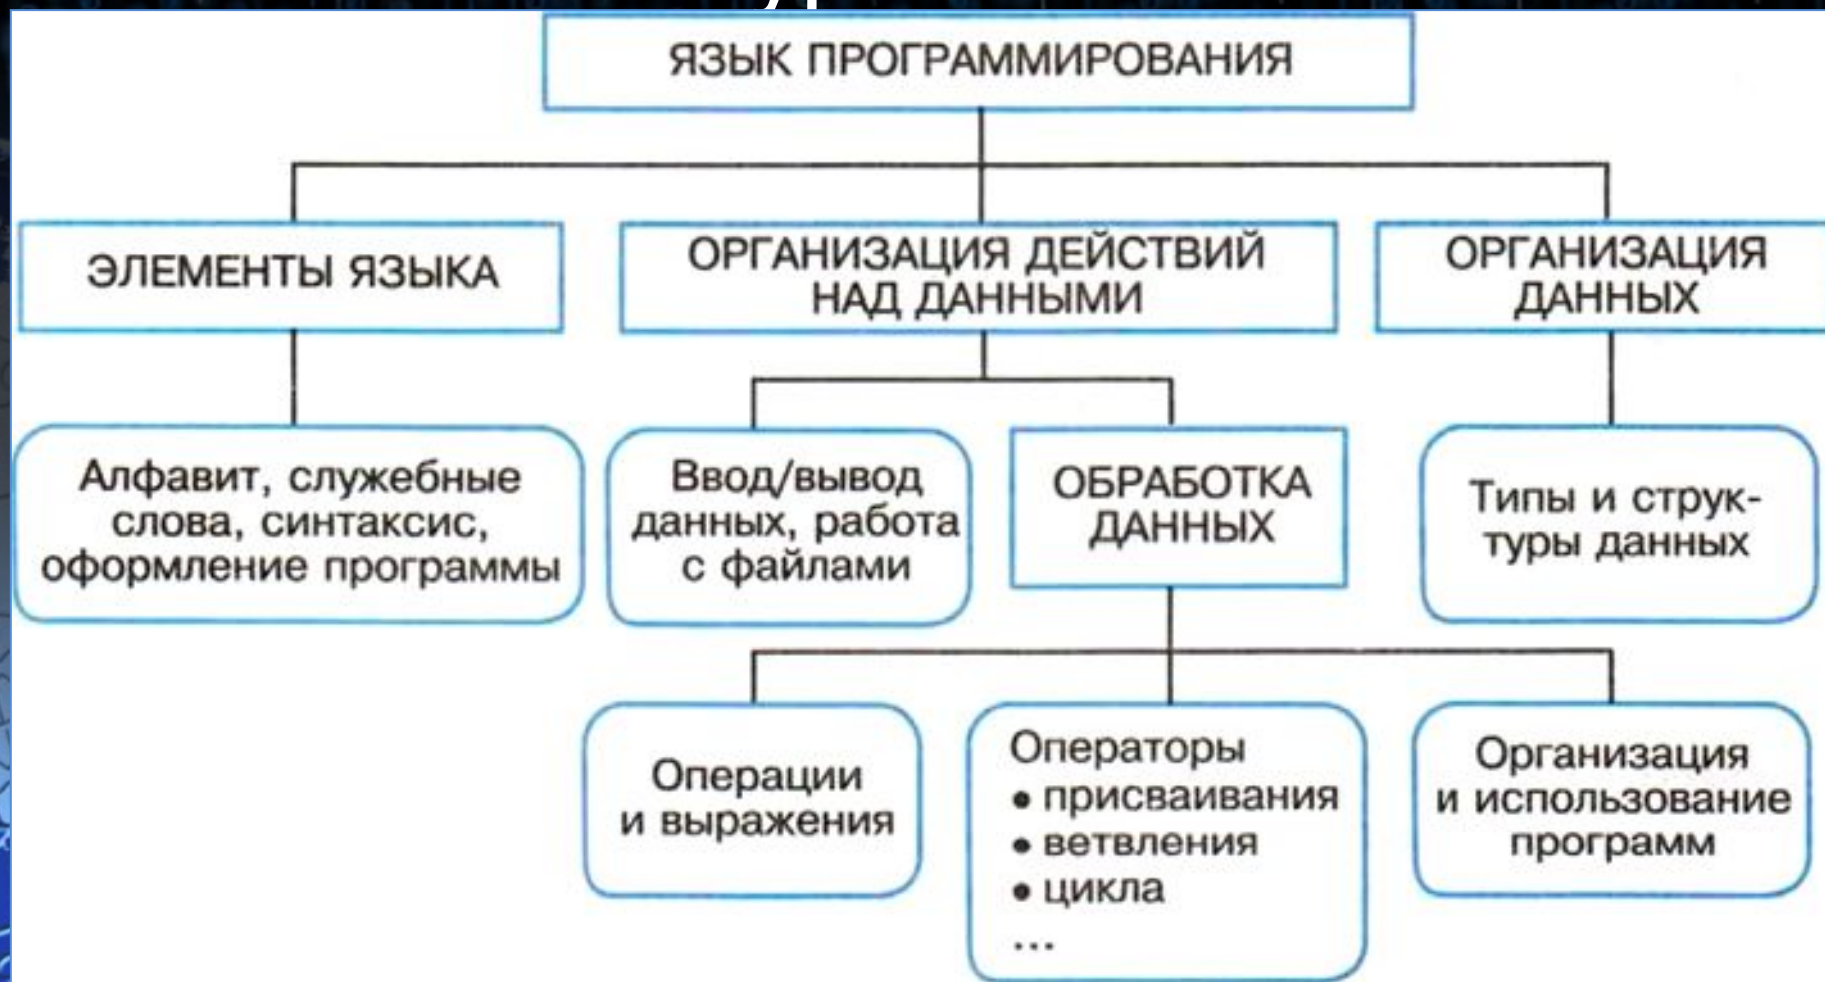 ЯЗЫК ПРОГРАММИРОВАНИЯ
ЭЛЕМЕНТЫ ЯЗЫКА
ОРГАНИЗАЦИЯ ДЕЙСТВИЙ
НАД ДАННЫМИ
ОРГАНИЗАЦИЯ
ДАННЫХ
Алфавит, служебные
слова, синтаксис,
оформление программы
Ввод/вывод
данных, работа
с файлами
ОБРАБОТКА
ДАННЫХ
Типы и струк-
туры данных
Операции
и выражения
Операторы
• присваивания
• ветвления
• цикла
...
Организация
и использование
программ